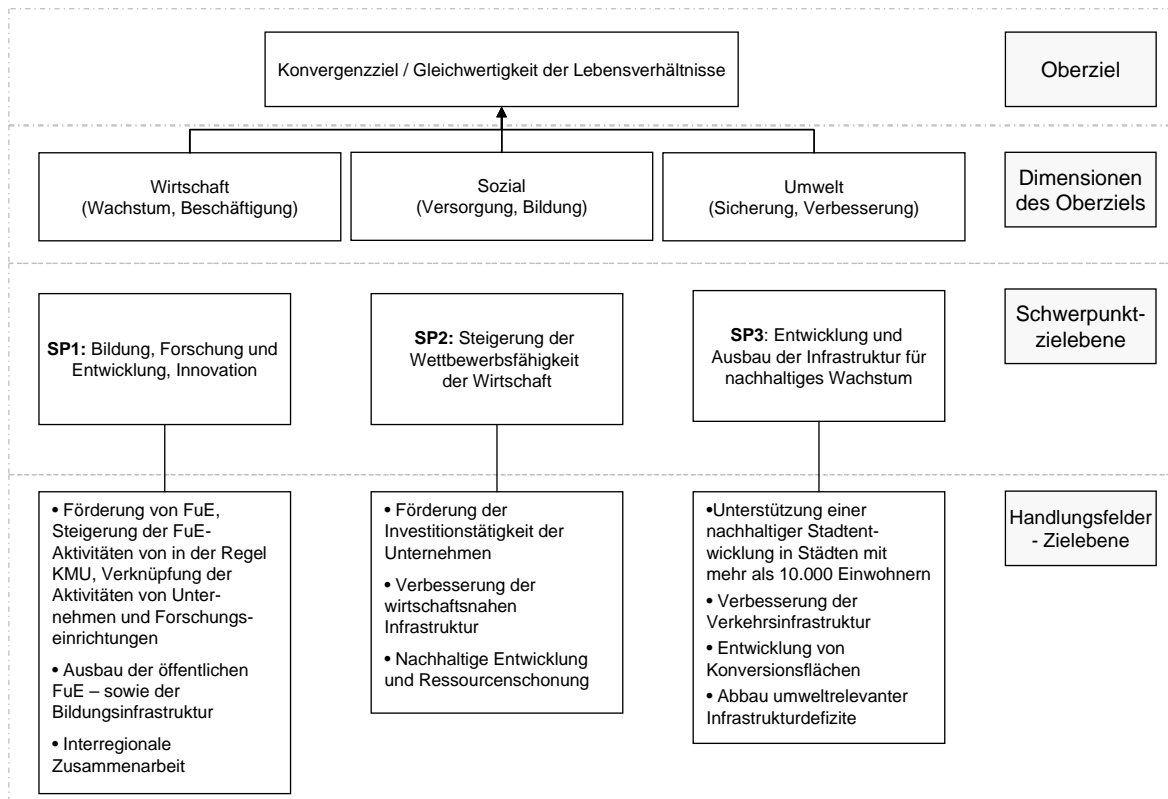 Konvergenzziel / Gleichwertigkeit der Lebensverhältnisse
Oberziel
Wirtschaft
(Wachstum, Beschäftigung)
Sozial
(Versorgung, Bildung)
Umwelt
(Sicherung, Verbesserung)
Dimensionen
des Oberziels
SP1: Bildung, Forschung und
Entwicklung, Innovation
SP2: Steigerung der
Wettbewerbsfähigkeit
der Wirtschaft
SP3: Entwicklung und
Ausbau der Infrastruktur für
nachhaltiges Wachstum
Schwerpunkt-
zielebene
• Förderung von FuE,
Steigerung der FuE-
Aktivitäten von in der Regel
KMU, Verknüpfung der
Aktivitäten von Unter-
nehmen und Forschungs-
einrichtungen
• Ausbau der öffentlichen
FuE – sowie der
Bildungsinfrastruktur
• Interregionale
Zusammenarbeit
• Förderung der
Investitionstätigkeit der
Unternehmen
• Verbesserung der
wirtschaftsnahen
Infrastruktur
• Nachhaltige Entwicklung
und Ressourcenschonung
•Unterstützung einer
nachhaltiger Stadtent-
wicklung in Städten mit
mehr als 10.000 Einwohnern
• Verbesserung der
Verkehrsinfrastruktur
• Entwicklung von
Konversionsflächen
• Abbau umweltrelevanter
Infrastrukturdefizite
Handlungsfelder
- Zielebene